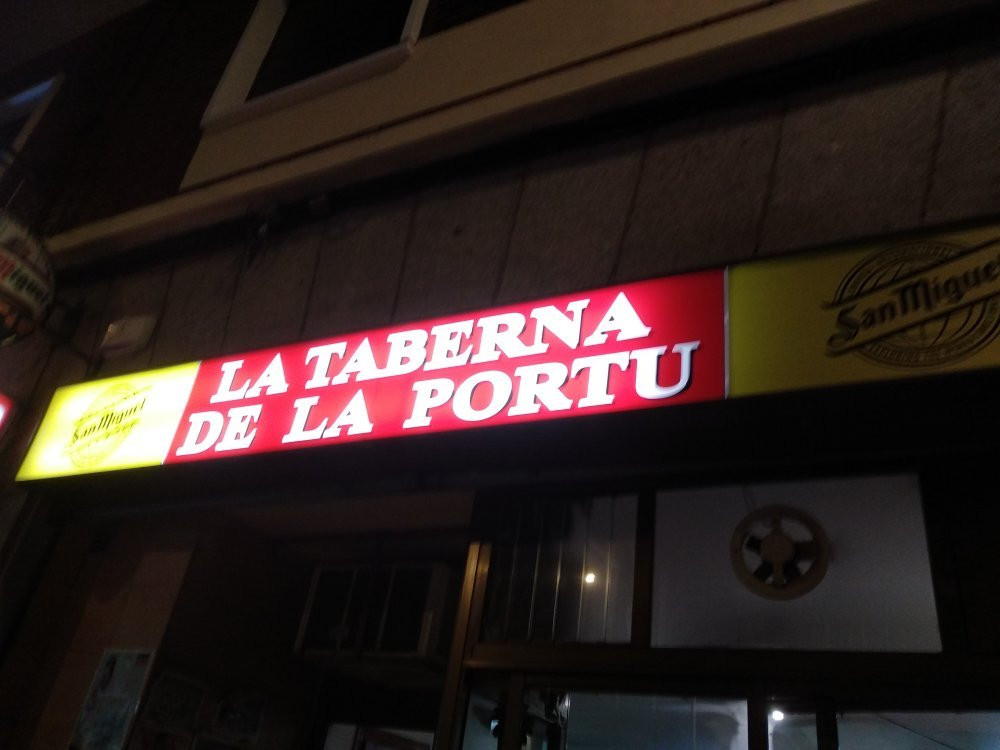 San Miguel
LA TABERNA
DE LA PORTU
San Miguel